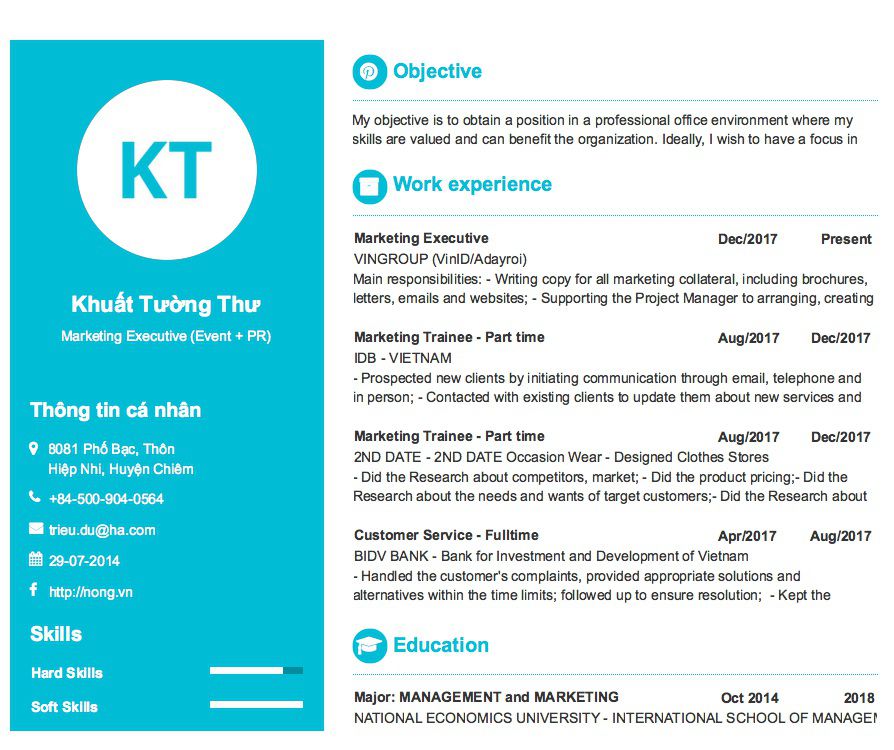 KT
Khuất Tường Thư
Marketing Executive (Event + PR)
Thông tin cá nhân
8081 Phố Bạc, Thôn
Hiệp Nhi, Huyện Chiêm
+84-500-904-0564
trieu.du@ha.com
29-07-2014
http://nong.vn
Skills
Hard Skills
Soft Skills
Objective
My objective is to obtain a position in a professional office environment where my
skills are valued and can benefit the organization. Ideally, I wish to have a focus in
Work experience
Marketing Executive Dec/2017 Present
VINGROUP (VinID/Adayroi)
Main responsibilities: - Writing copy for all marketing collateral, including brochures,
letters, emails and websites; - Supporting the Project Manager to arranging, creating
Marketing Trainee - Part time Aug/2017 Dec/2017
IDB - VIETNAM
- Prospected new clients by initiating communication through email, telephone and
in person; - Contacted with existing clients to update them about new services and
Marketing Trainee - Part time Aug/2017 Dec/2017
2ND DATE - 2ND DATE Occasion Wear - Designed Clothes Stores
- Did the Research about competitors, market; - Did the product pricing;- Did the
Research about the needs and wants of target customers;- Did the Research about
Customer Service - Fulltime Apr/2017 Aug/2017
BIDV BANK - Bank for Investment and Development of Vietnam
- Handled the customer's complaints, provided appropriate solutions and
alternatives within the time limits; followed up to ensure resolution; - Kept the
Education
Major: MANAGEMENT and MARKETING Oct 2014 2018
NATIONAL ECONOMICS UNIVERSITY - INTERNATIONAL SCHOOL OF